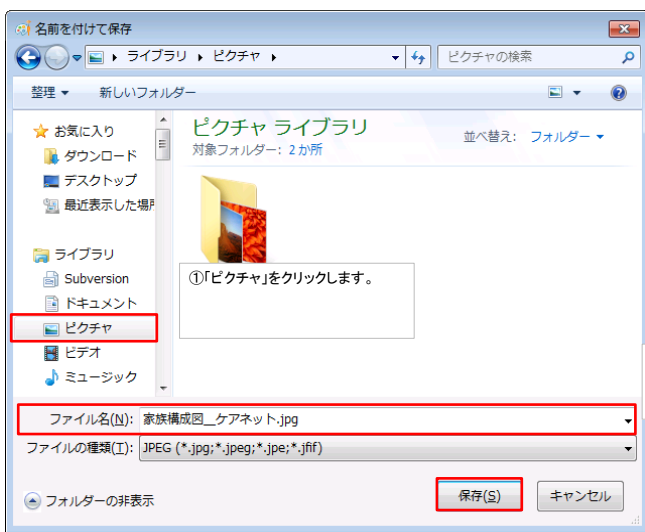 名前を付けて保存
ライブラリ ピクチャ
ピクチャの検索
整理 新しいフォルダー
お気に入り
ダウンロード
デスクトップ
最近表示した場所
ライブラリ
Subversion
ドキュメント
ピクチャ
ビデオ
ミュージック
ピクチャ ライブラリ
対象フォルダー: 2 か所
並べ替え: フォルダー
①「ピクチャ」をクリックします。
ファイル名(N): 家族構成図__ケアネット.jpg
ファイルの種類(T): JPEG (*.jpg;*.jpeg;*.jpe;*.jfif)
フォルダーの非表示
保存(S)
キャンセル